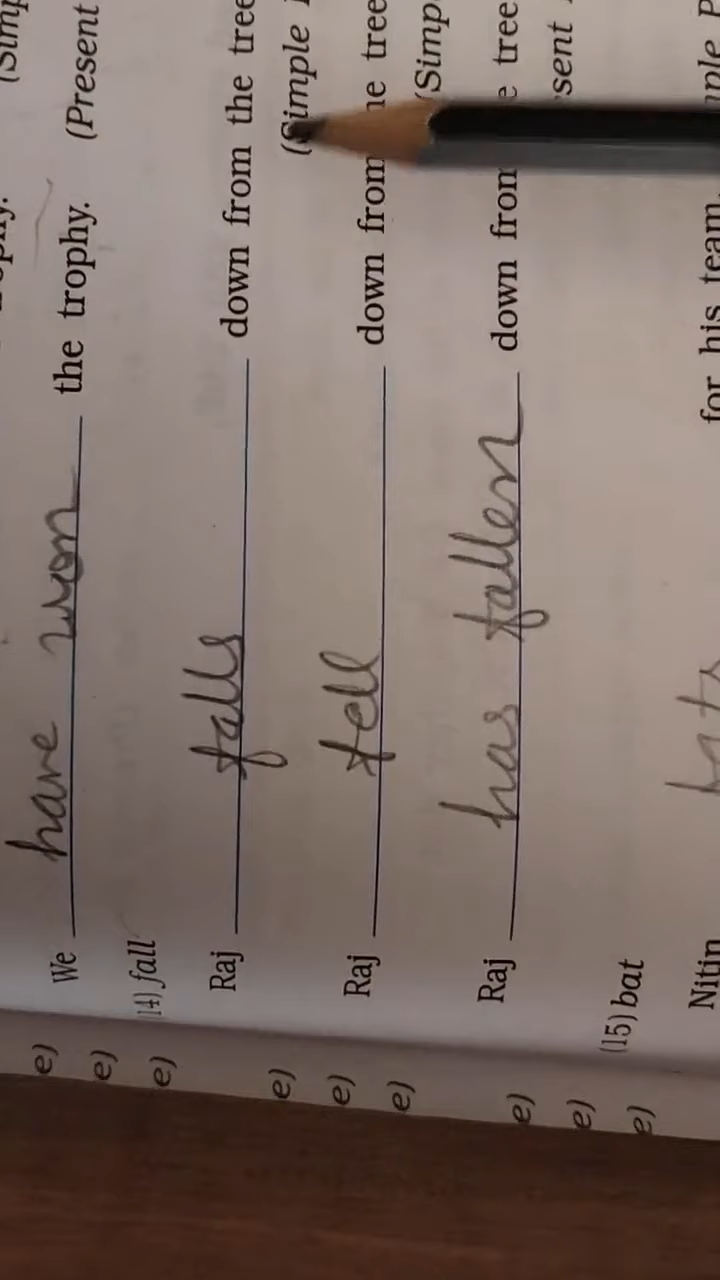 We have won the trophy. (Present
(14) fall
Raj falls down from the tree
(Simple
Raj fell down from the tree
(Simp
Raj has fallen down from tree
sent
(15) bat
Nitin for his team
e)
e)
e)
e)
e)
e)
e)
e)
e)